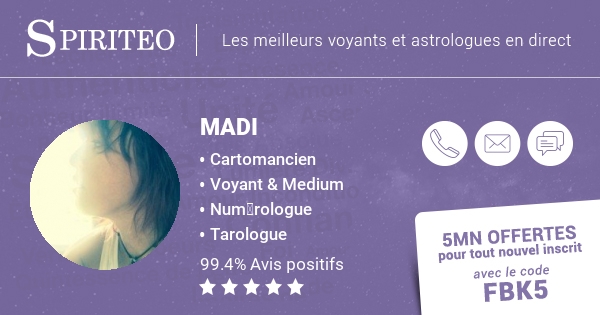 SPIRITEO
Les meilleurs voyants et astrologues en direct
MADI
• Cartomancien
• Voyant & Medium
• Num▯rologue
• Tarologue
99.4% Avis positifs
5MN OFFERTES
pour tout nouvel inscrit
avec le code
FBK5